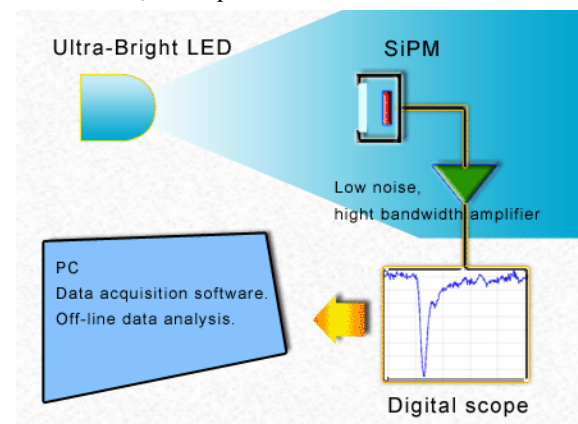 Ultra-Bright LED
SiPM
Low noise,
hight bandwidth amplifier
PC
Data acquisition software.
Off-line data analysis.
Digital scope